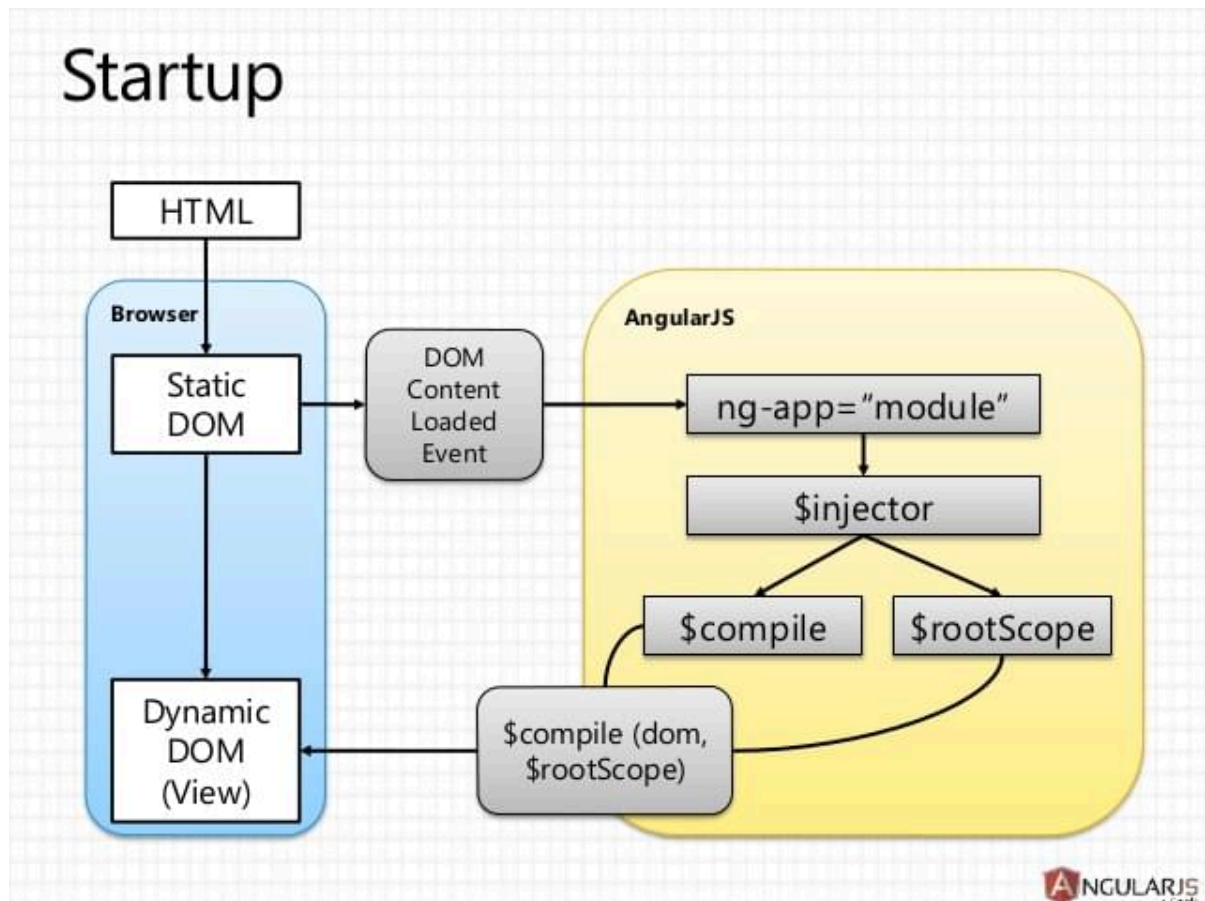 Startup
HTML
Browser
Static
DOM
DOM
Content
Loaded
Event
AngularJS
ng-app=“module”
$injector
$compile
$rootScope
$compile (dom,
$rootScope)
Dynamic
DOM
(View)
ANGULARJS